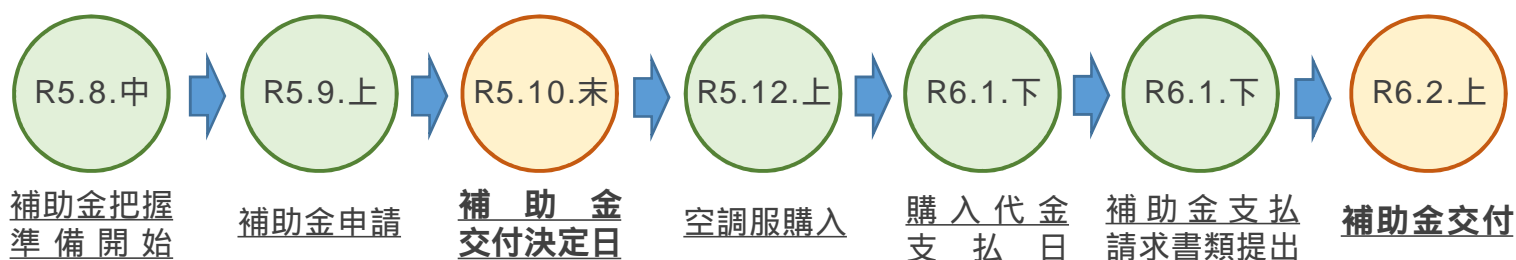 R5.8.中
R5.9.上
R5.10.末
R5.12.上
R6.1.下
R6.1.下
R6.2.上
補助金把握
準備開始
補助金申請
補助金
交付決定日
空調服購入
購入代金
支払日
補助金支払
請求書類提出
補助金交付